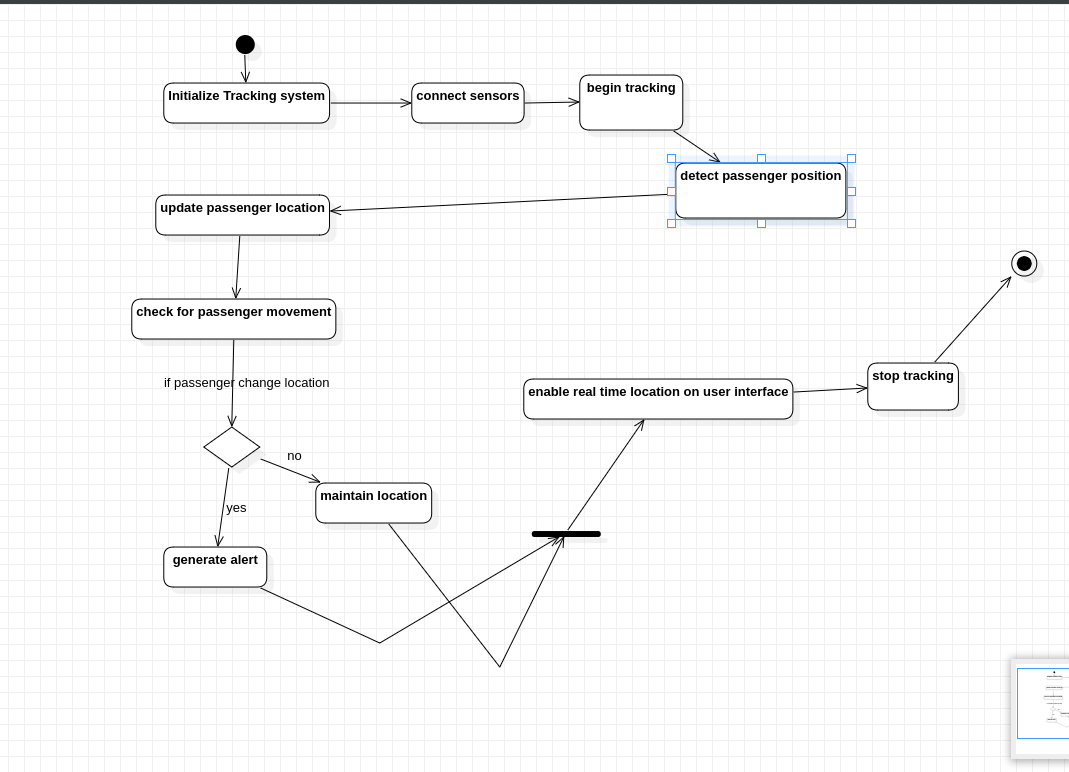 Initialize Tracking system
connect sensors
begin tracking
detect passenger position
update passenger location
check for passenger movement
if passenger change location
enable real time location on user interface
stop tracking
no
maintain location
yes
generate alert